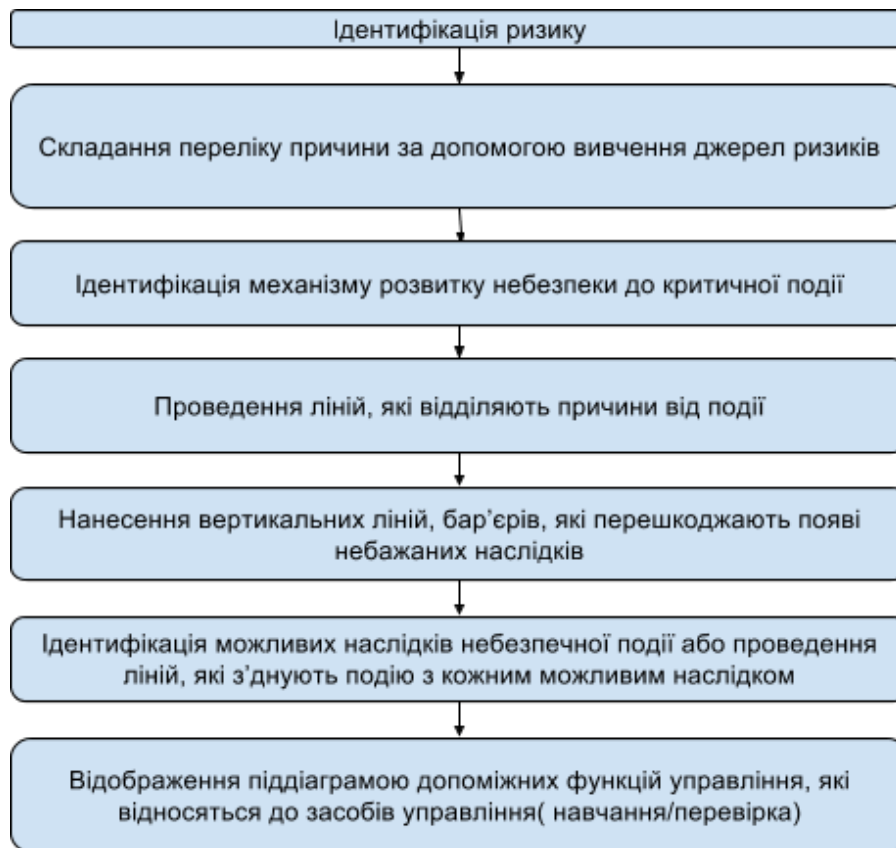 Ідентифікація ризику
Складання переліку причини за допомогою вивчення джерел ризиків
Ідентифікація механізму розвитку небезпеки до критичної події
Проведення ліній, які відділяють причини від події
Нанесення вертикальних ліній, бар’єрів, які перешкоджають появі
небажаних наслідків
Ідентифікація можливих наслідків небезпечної події або проведення
ліній, які з’днують подію з кожним можливим наслідком
Відображення піддіаграмою допоміжних функцій управління, які
відносяться до засобів управління( навчання/перевірка)